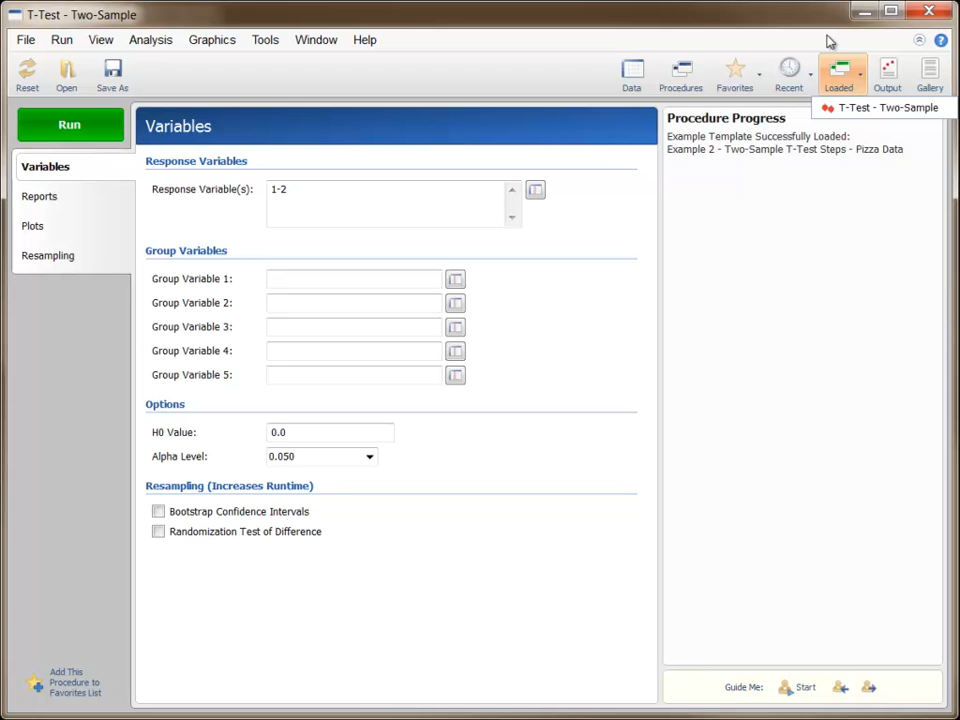 T-Test - Two-Sample
File Run View Analysis Graphics Tools Window Help
Reset Open Save As Data Procedures Favorites Recent Loaded Output Gallery
T-Test - Two-Sample
Run
Variables
Reports
Plots
Resampling
Add This
Procedure to
Favorites List
Variables
Response Variables
Response Variable(s): 1-2
Group Variables
Group Variable 1:
Group Variable 2:
Group Variable 3:
Group Variable 4:
Group Variable 5:
Options
H0 Value: 0.0
Alpha Level: 0.050
Resampling (Increases Runtime)
Bootstrap Confidence Intervals
Randomization Test of Difference
Procedure Progress
Example Template Successfully Loaded:
Example 2 - Two-Sample T-Test Steps - Pizza Data
Guide Me: Start